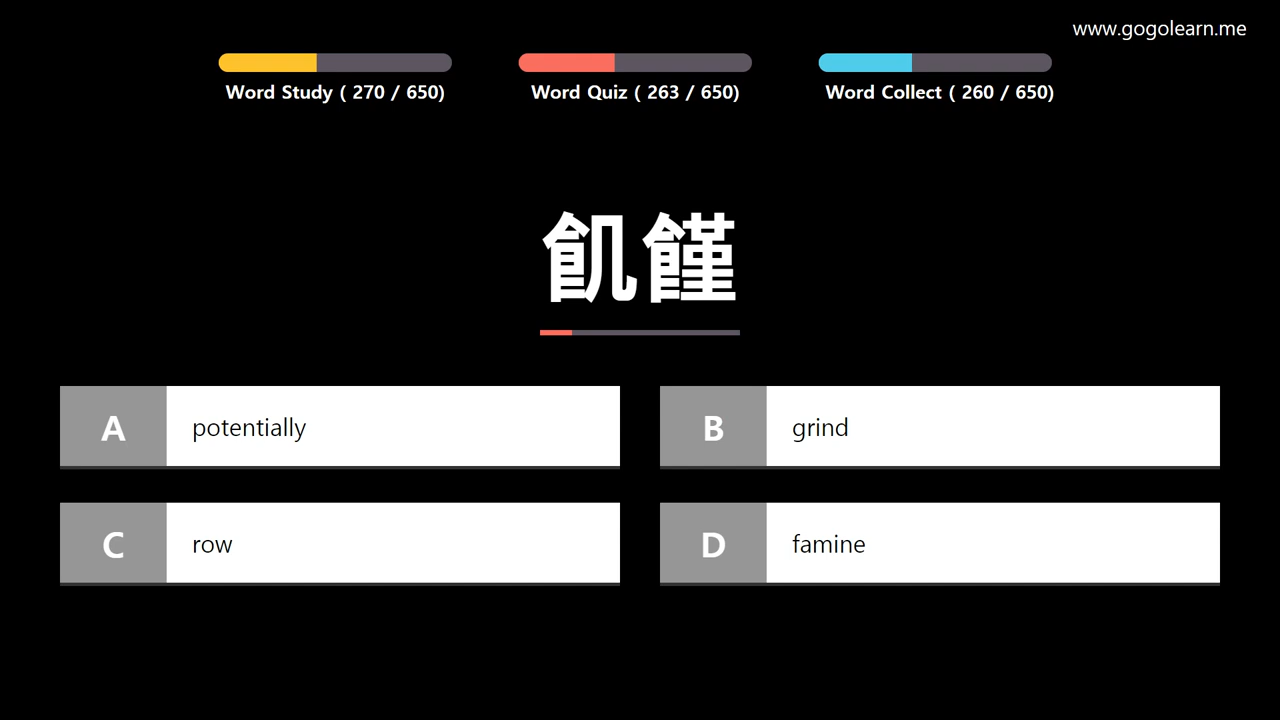 www.gogolearn.me
Word Study ( 270 / 650)
Word Quiz ( 263 / 650)
Word Collect ( 260 / 650)
飢饉
A potentially
B grind
C row
D famine